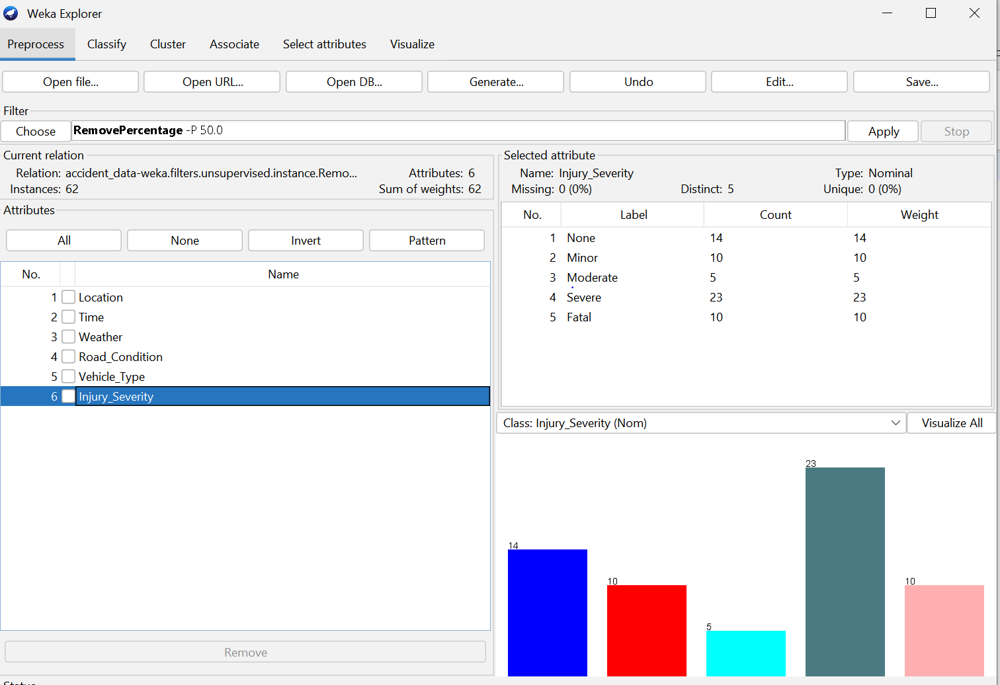 Weka Explorer
Preprocess Classify Cluster Associate Select attributes Visualize
Open file... Open URL... Open DB... Generate... Undo Edit... Save...
Filter
Choose RemovePercentage -P 50.0 Apply Stop
Current relation
Relation: accident_data-weka.filters.unsupervised.instance.Remo... Attributes: 6
Instances: 62 Sum of weights: 62
Attributes
All None Invert Pattern
No. Name
1 Location
2 Time
3 Weather
4 Road_Condition
5 Vehicle_Type
6 Injury_Severity
Remove
Selected attribute
Name: Injury_Severity Type: Nominal
Missing: 0 (0%) Distinct: 5 Unique: 0 (0%)
No. Label Count Weight
1 None 14 14
2 Minor 10 10
3 Moderate 5 5
4 Severe 23 23
5 Fatal 10 10
Class: Injury_Severity (Nom) Visualize All
14 10 5 23 10